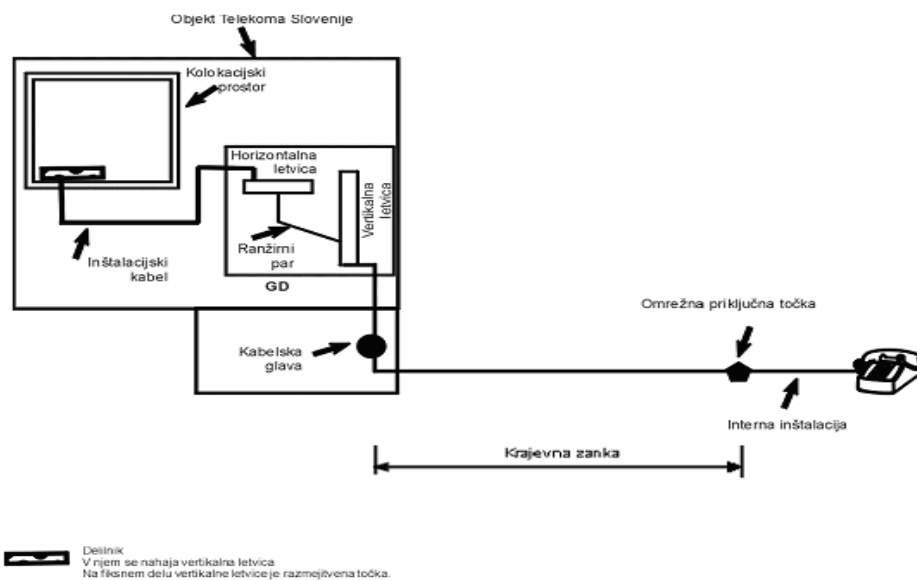 Objekt Telekoma Slovenije
Kolokacijski
prostor
Horizontalna
letvica
Vertikalna
letvica
Ranžirni
par
Inštalacijski
kabel
GD
Omrežna priključna točka
Kabelska
glava
Interna inštalacija
Krajevna zanka
Delilnik
V njem se nahaja vertikalna letvica
Na fiksnem delu vertikalne letvice je razmejitvena točka.